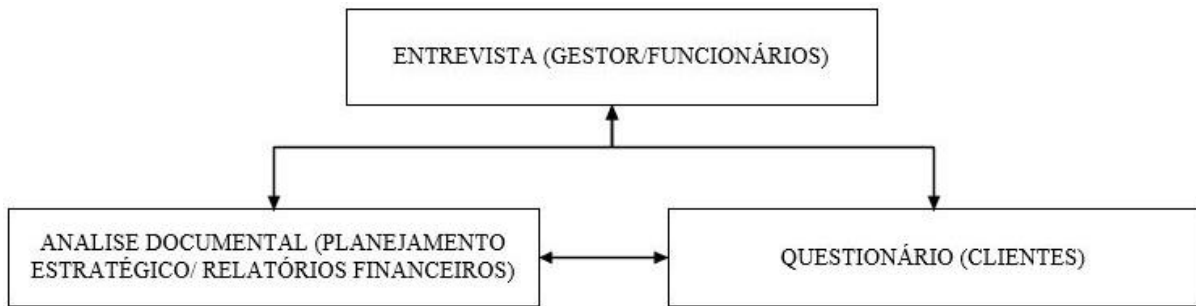 ENTREVISTA (GESTOR/FUNCIONÁRIOS)
ANALISE DOCUMENTAL (PLANEJAMENTO
ESTRATÉGICO/ RELATÓRIOS FINANCEIROS)
QUESTIONÁRIO (CLIENTES)